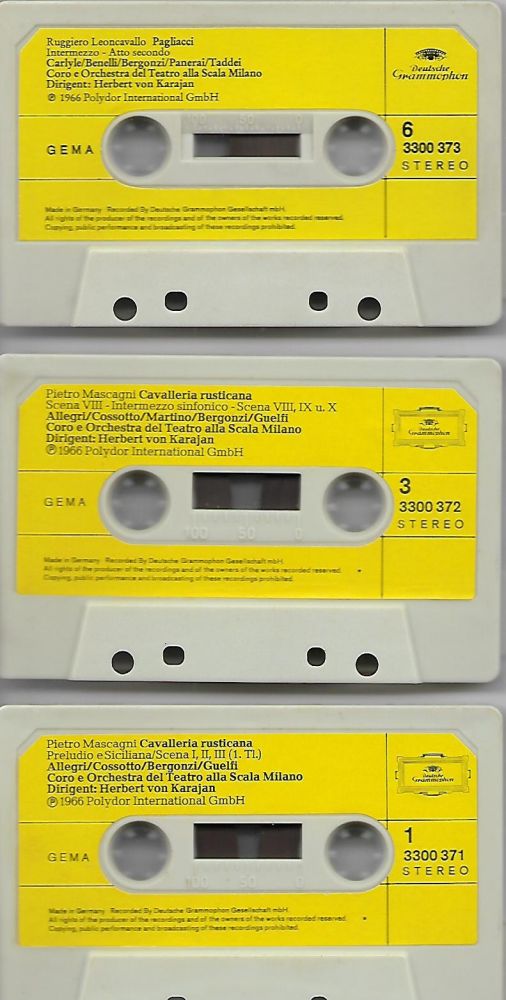 Ruggiero Leoncavallo Pagliacci
Intermezzo - Atto secondo
Carlyle/Benelli/Bergonzi/Panerai/Taddei
Coro e Orchestra del Teatro alla Scala Milano
Dirigent: Herbert von Karajan
℗ 1966 Polydor International GmbH
Deutsche
Grammophon
100 50 0
GEMA
6
3300 373
STEREO
Made in Germany Recorded By Deutsche Grammophon Gesellschaft mbH.
All rights of the producer of the recordings and of the owners of the works recorded reserved.
Copying, public performance and broadcasting of these recordings prohibited.
Pietro Mascagni Cavalleria rusticana
Scena VIII - Intermezzo sinfonico - Scena VIII, IX u. X
Allegri/Cossotto/Martino/Bergonzi/Guelfi
Coro e Orchestra del Teatro alla Scala Milano
Dirigent: Herbert von Karajan
℗ 1966 Polydor International GmbH
Deutsche
Grammophon
GEMA
3
3300 372
STEREO
100 50 0
Made in Germany Recorded By Deutsche Grammophon Gesellschaft mbH.
All rights of the producer of the recordings and of the owners of the works recorded reserved.
Copying, public performance and broadcasting of these recordings prohibited.
Pietro Mascagni Cavalleria rusticana
Preludio e Siciliana/Scena I, II, III (1. Tl.)
Allegri/Cossotto/Bergonzi/Guelfi
Coro e Orchestra del Teatro alla Scala Milano
Dirigent: Herbert von Karajan
℗ 1966 Polydor International GmbH
Deutsche
Grammophon
GEMA
1
3300 371
STEREO
100 50 0
Made in Germany Recorded By Deutsche Grammophon Gesellschaft mbH.
All rights of the producer of the recordings and of the owners of the works recorded reserved.
Copying, public performance and broadcasting of these recordings prohibited.